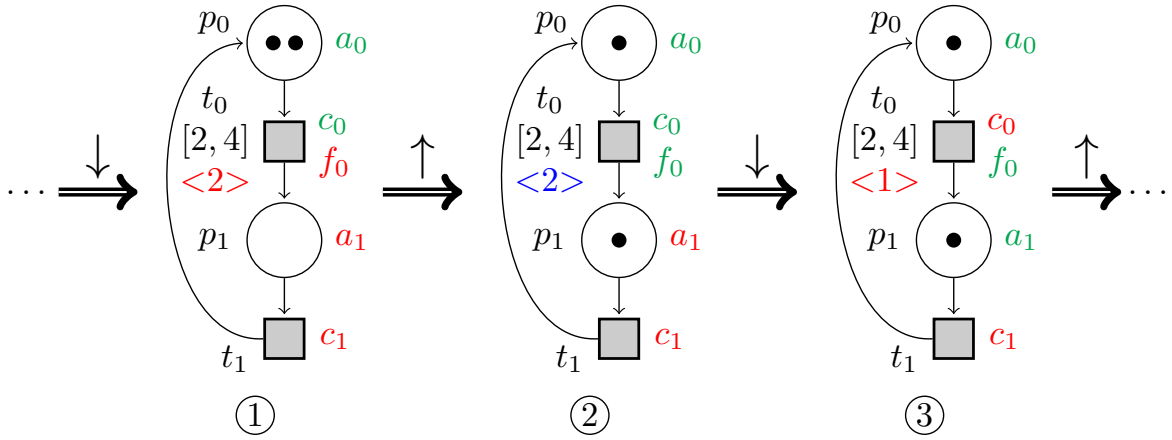 p0 p0 p0
a0 a0 a0
t0 t0 t0
c0 c0 c0
[2, 4] [2, 4] [2, 4]
↓ ↑ ↓ ↑
f0 f0 f0
<2> <2> <1>
··· ···
p1 a1 p1 a1 p1 a1
c1 c1 c1
t1 t1 t1
① ② ③